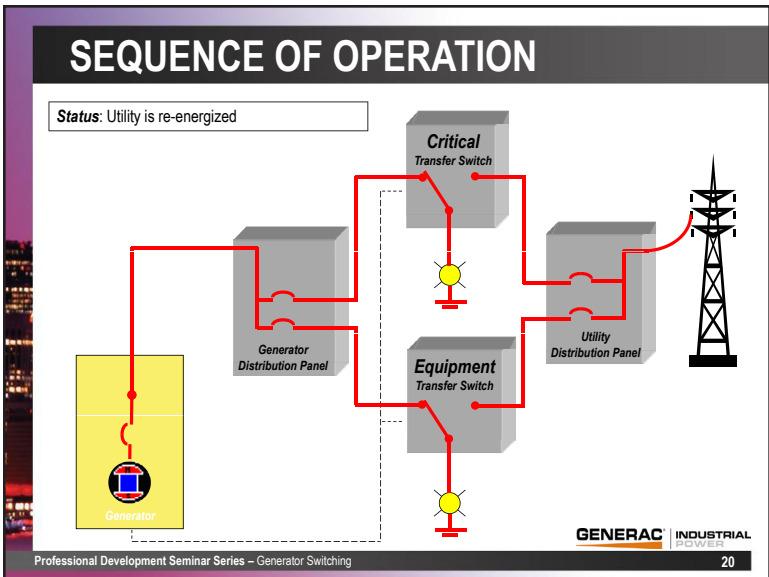 SEQUENCE OF OPERATION
Status: Utility is re-energized
Critical
Transfer Switch
Generator
Distribution Panel
Utility
Distribution Panel
Equipment
Transfer Switch
Generator
GENERAC INDUSTRIAL
POWER
Professional Development Seminar Series – Generator Switching
20